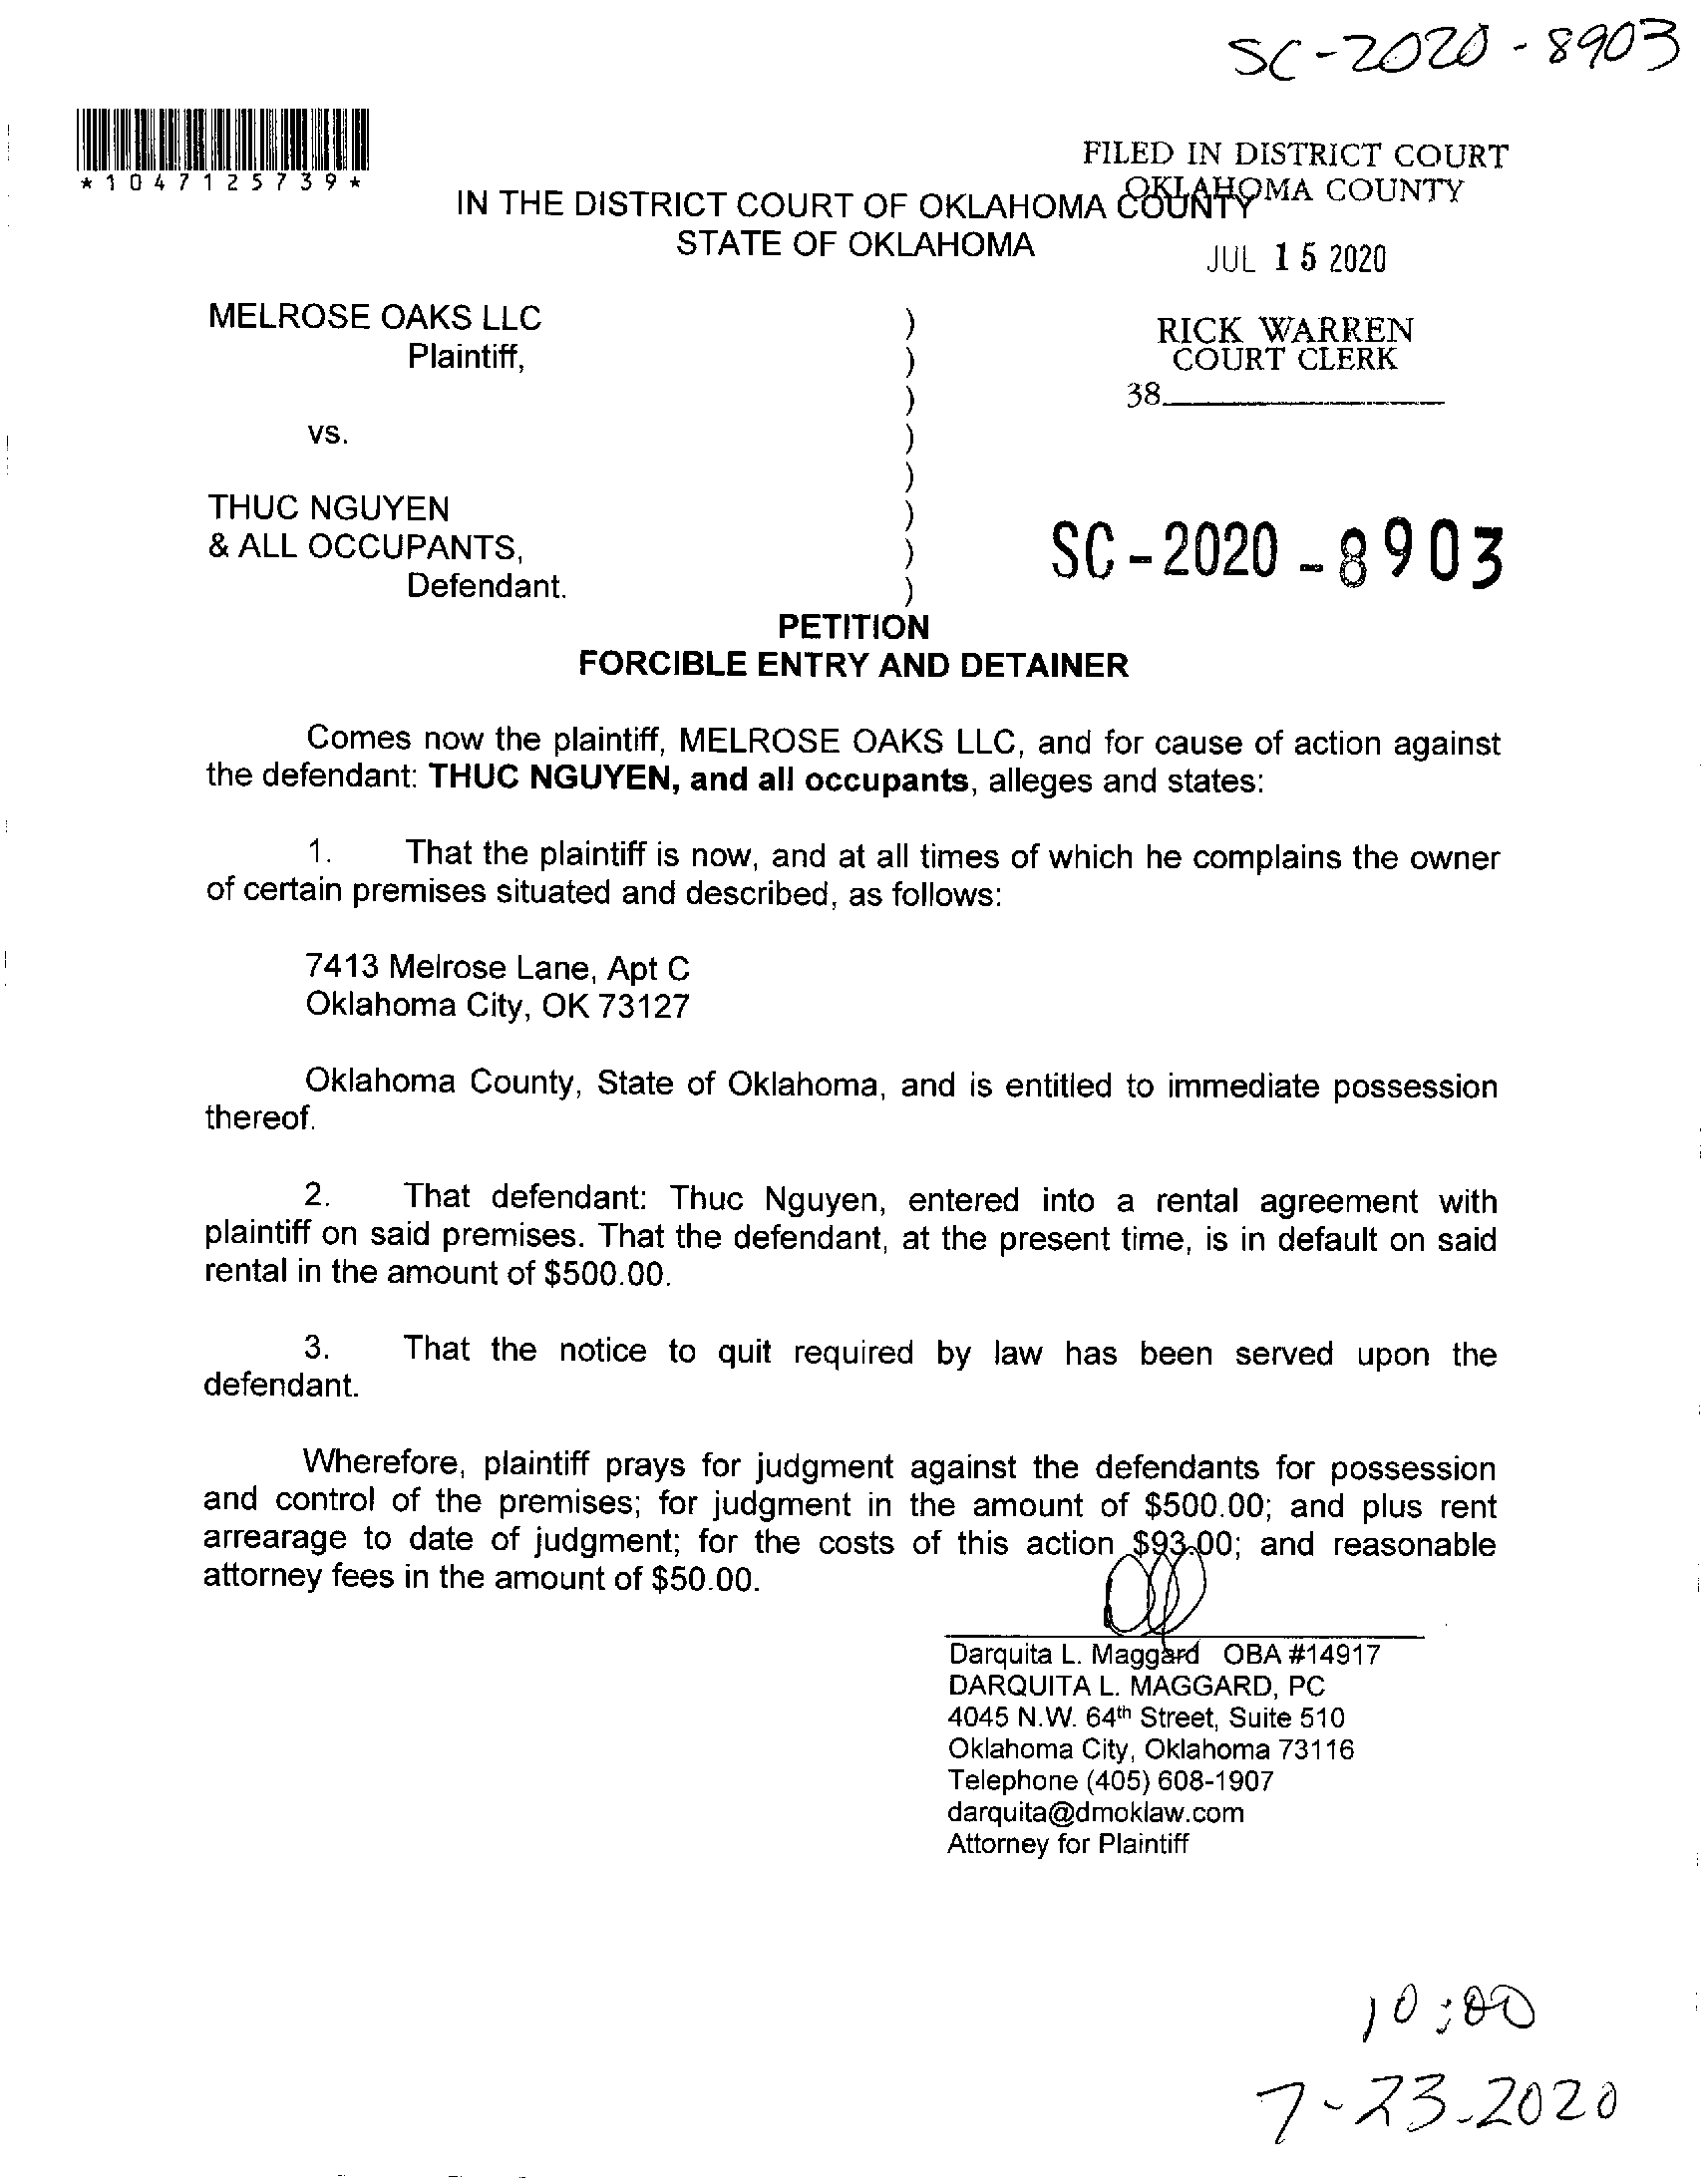 SC-2020-8903
*1047125739*
FILED IN DISTRICT COURT
OKLAHOMA COUNTY
IN THE DISTRICT COURT OF OKLAHOMA COUNTY
STATE OF OKLAHOMA
JUL 15 2020
MELROSE OAKS LLC )
Plaintiff, )
)
RICK WARREN
COURT CLERK
38
vs. )
)
THUC NGUYEN )
& ALL OCCUPANTS, )
Defendant. )
SC-2020-8903
PETITION
FORCIBLE ENTRY AND DETAINER
Comes now the plaintiff, MELROSE OAKS LLC, and for cause of action against
the defendant: THUC NGUYEN, and all occupants, alleges and states:
1. That the plaintiff is now, and at all times of which he complains the owner
of certain premises situated and described, as follows:
7413 Melrose Lane, Apt C
Oklahoma City, OK 73127
Oklahoma County, State of Oklahoma, and is entitled to immediate possession
thereof.
2. That defendant: Thuc Nguyen, entered into a rental agreement with
plaintiff on said premises. That the defendant, at the present time, is in default on said
rental in the amount of $500.00.
3. That the notice to quit required by law has been served upon the
defendant.
Wherefore, plaintiff prays for judgment against the defendants for possession
and control of the premises; for judgment in the amount of $500.00; and plus rent
arrearage to date of judgment; for the costs of this action $93.00; and reasonable
attorney fees in the amount of $50.00.
Darquita L. Maggard OBA #14917
DARQUITA L. MAGGARD, PC
4045 N.W. 64th Street, Suite 510
Oklahoma City, Oklahoma 73116
Telephone (405) 608-1907
darquita@dmoklaw.com
Attorney for Plaintiff
10:00
7-23-2020